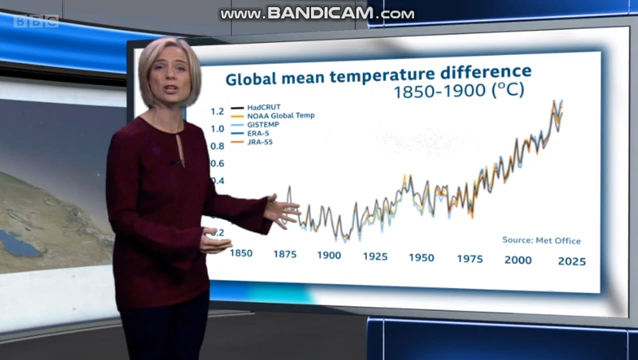 BBC
www.BANDICAM.com
Global mean temperature difference
1850-1900 (°C)
1.2
1.0
0.8
0.6
0.4
0.2
HadCRUT
NOAA Global Temp
GISTEMP
ERA-5
JRA-55
Source: Met Office
1850 1875 1900 1925 1950 1975 2000 2025